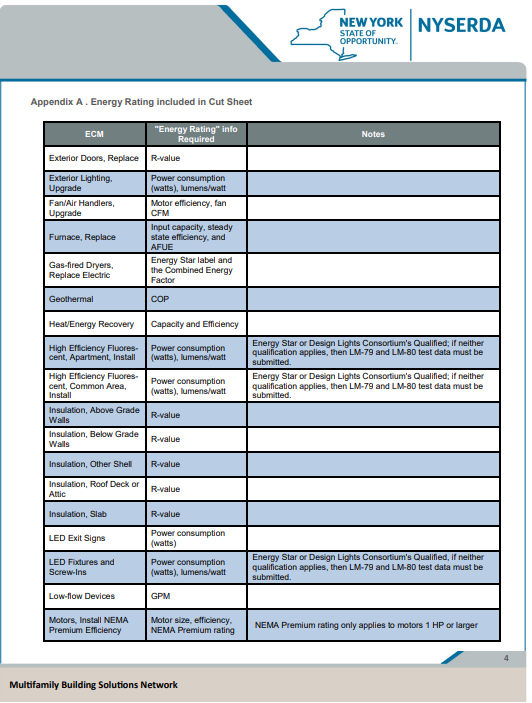 NEW YORK
STATE OF
OPPORTUNITY.
NYSERDA
Appendix A . Energy Rating included in Cut Sheet
ECM
"Energy Rating" info
Required
Notes
Exterior Doors, Replace
R-value
Exterior Lighting,
Upgrade
Power consumption
(watts), lumens/watt
Fan/Air Handlers,
Upgrade
Motor efficiency, fan
CFM
Furnace, Replace
Input capacity, steady
state efficiency, and
AFUE
Gas-fired Dryers,
Replace Electric
Energy Star label and
the Combined Energy
Factor
Geothermal
COP
Heat/Energy Recovery
Capacity and Efficiency
High Efficiency Fluores-
cent, Apartment, Install
Power consumption
(watts), lumens/watt
Energy Star or Design Lights Consortium's Qualified; if neither
qualification applies, then LM-79 and LM-80 test data must be
submitted.
High Efficiency Fluores-
cent, Common Area,
Install
Power consumption
(watts), lumens/watt
Energy Star or Design Lights Consortium's Qualified; if neither
qualification applies, then LM-79 and LM-80 test data must be
submitted.
Insulation, Above Grade
Walls
R-value
Insulation, Below Grade
Walls
R-value
Insulation, Other Shell
R-value
Insulation, Roof Deck or
Attic
R-value
Insulation, Slab
R-value
LED Exit Signs
Power consumption
(watts)
LED Fixtures and
Screw-Ins
Power consumption
(watts), lumens/watt
Energy Star or Design Lights Consortium's Qualified, if neither
qualification applies, then LM-79 and LM-80 test data must be
submitted.
Low-flow Devices
GPM
Motors, Install NEMA
Premium Efficiency
Motor size, efficiency,
NEMA Premium rating
NEMA Premium rating only applies to motors 1 HP or larger
4
Multifamily Building Solutions Network